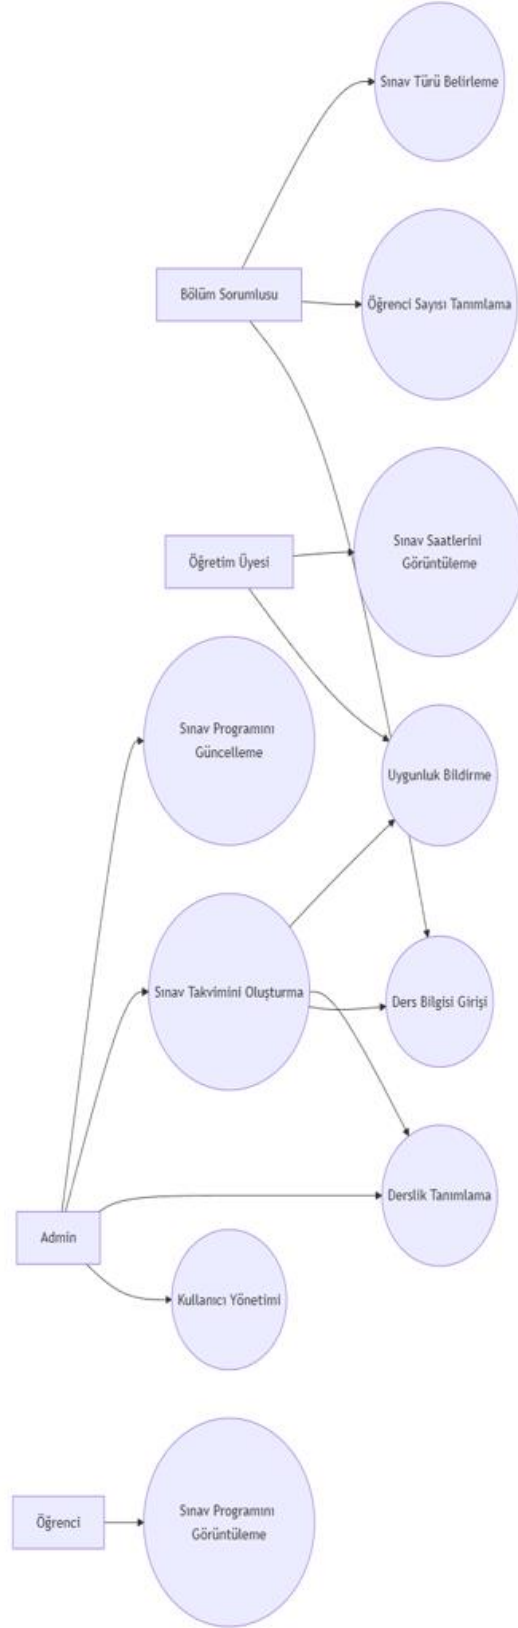 Sınav Türü Belirleme
Bölüm Sorumlusu
Öğrenci Sayısı Tanımlama
Sınav Saatlerini
Görüntüleme
Öğretim Üyesi
Sınav Programını
Güncelleme
Uygunluk Bildirme
Sınav Takvimini Oluşturma
Ders Bilgisi Girişi
Derslik Tanımlama
Admin
Kullanıcı Yönetimi
Öğrenci
Sınav Programını
Görüntüleme